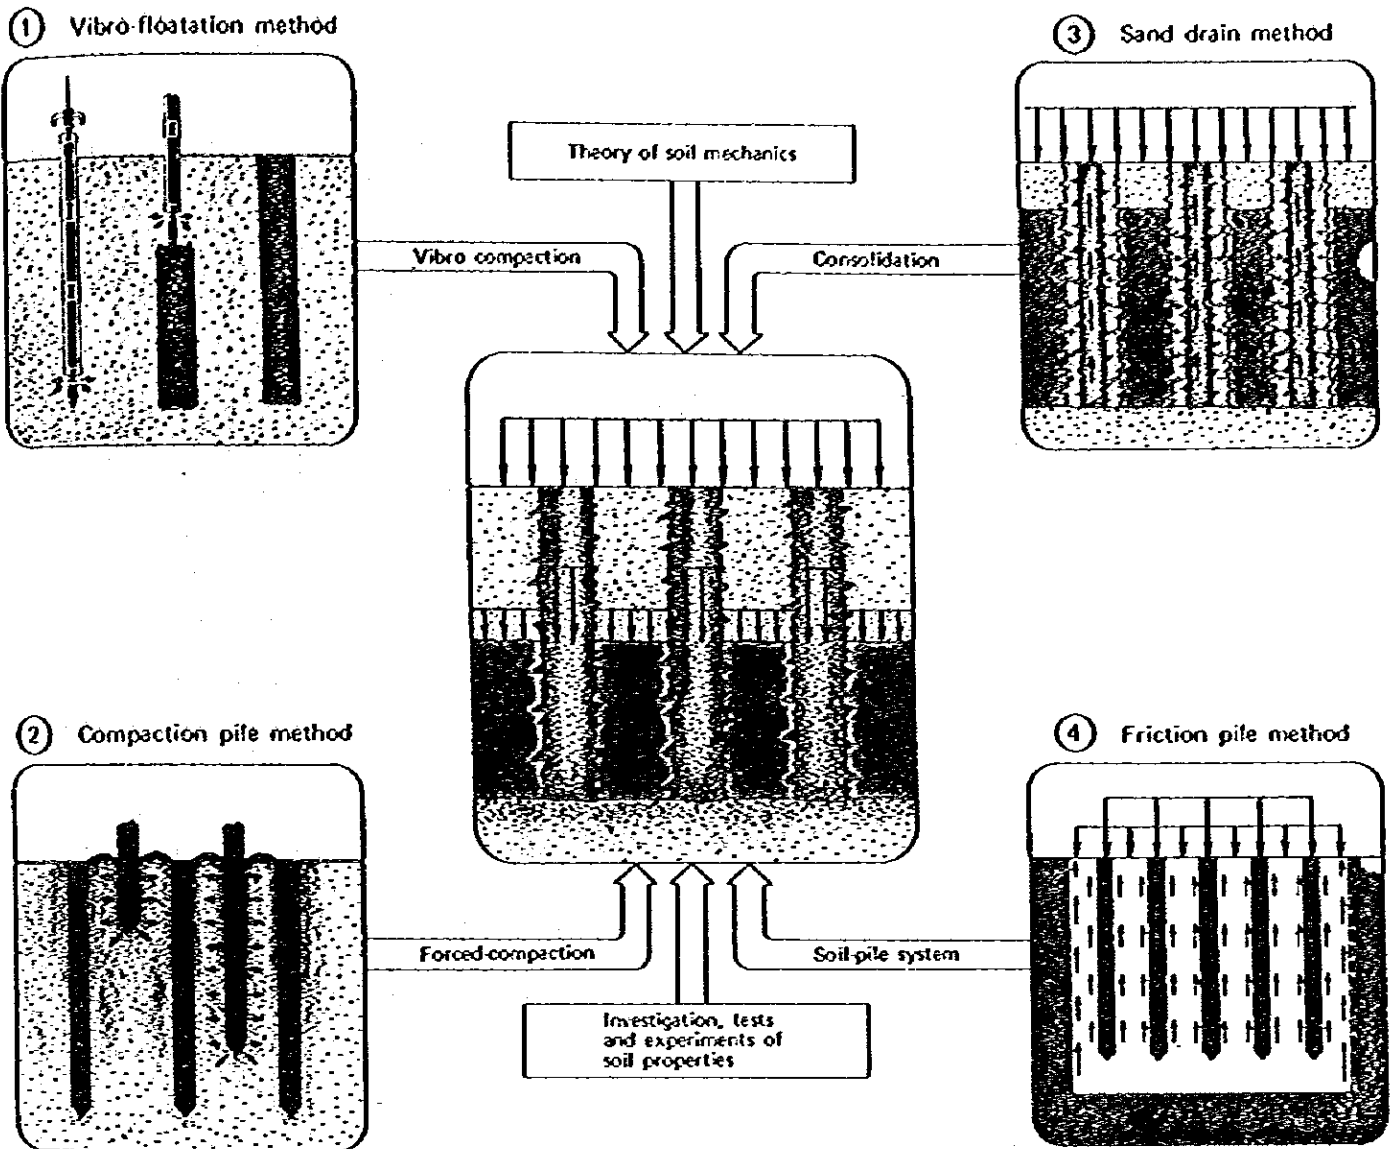 1 Vibro-floatation method
3 Sand drain method
Theory of soil mechanics
Vibro compaction
Consolidation
2 Compaction pile method
4 Friction pile method
Forced-compaction
Soil-pile system
Investigation, tests
and experiments of
soil properties